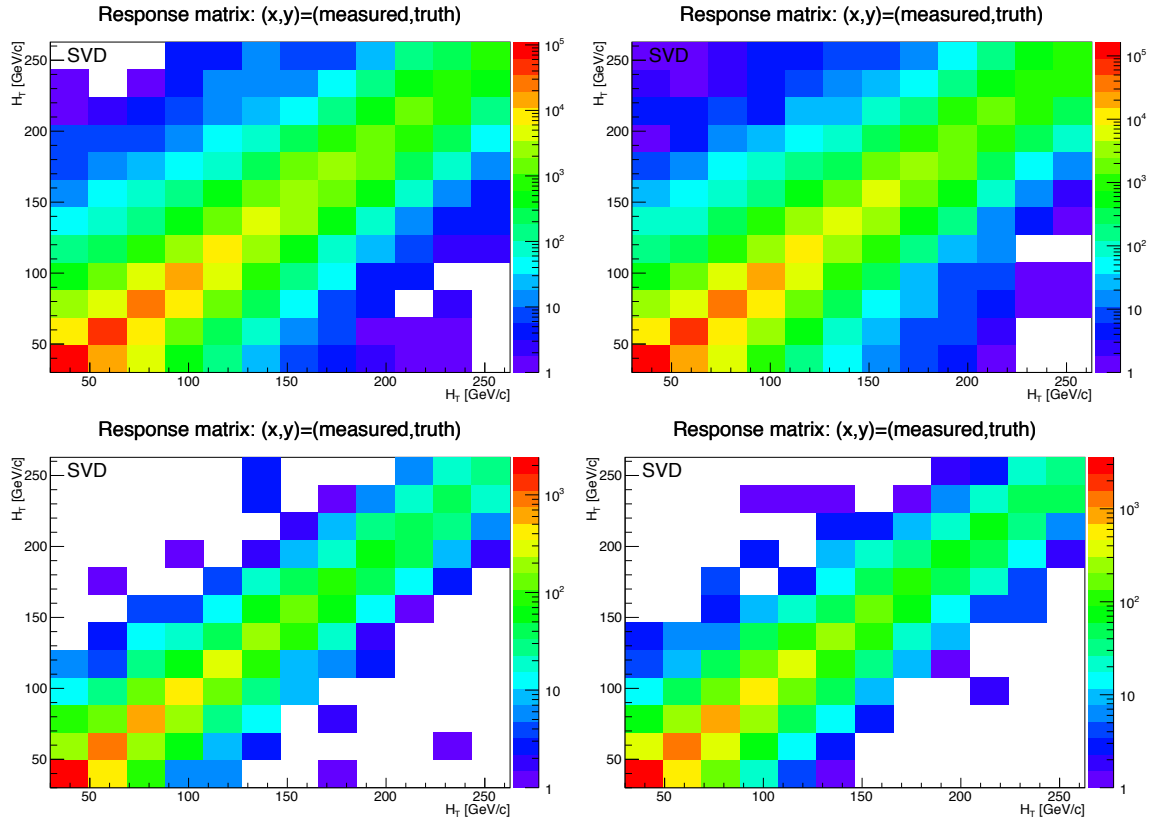 Response matrix: (x,y)=(measured,truth)
SVD
H_T [GeV/c]
250
200
150
100
50
50 100 150 200 250
H_T [GeV/c]
10^5
10^4
10^3
10^2
10
1
Response matrix: (x,y)=(measured,truth)
SVD
H_T [GeV/c]
250
200
150
100
50
50 100 150 200 250
H_T [GeV/c]
10^5
10^4
10^3
10^2
10
1
Response matrix: (x,y)=(measured,truth)
SVD
H_T [GeV/c]
250
200
150
100
50
50 100 150 200 250
H_T [GeV/c]
10^3
10^2
10
1
Response matrix: (x,y)=(measured,truth)
SVD
H_T [GeV/c]
250
200
150
100
50
50 100 150 200 250
H_T [GeV/c]
10^3
10^2
10
1